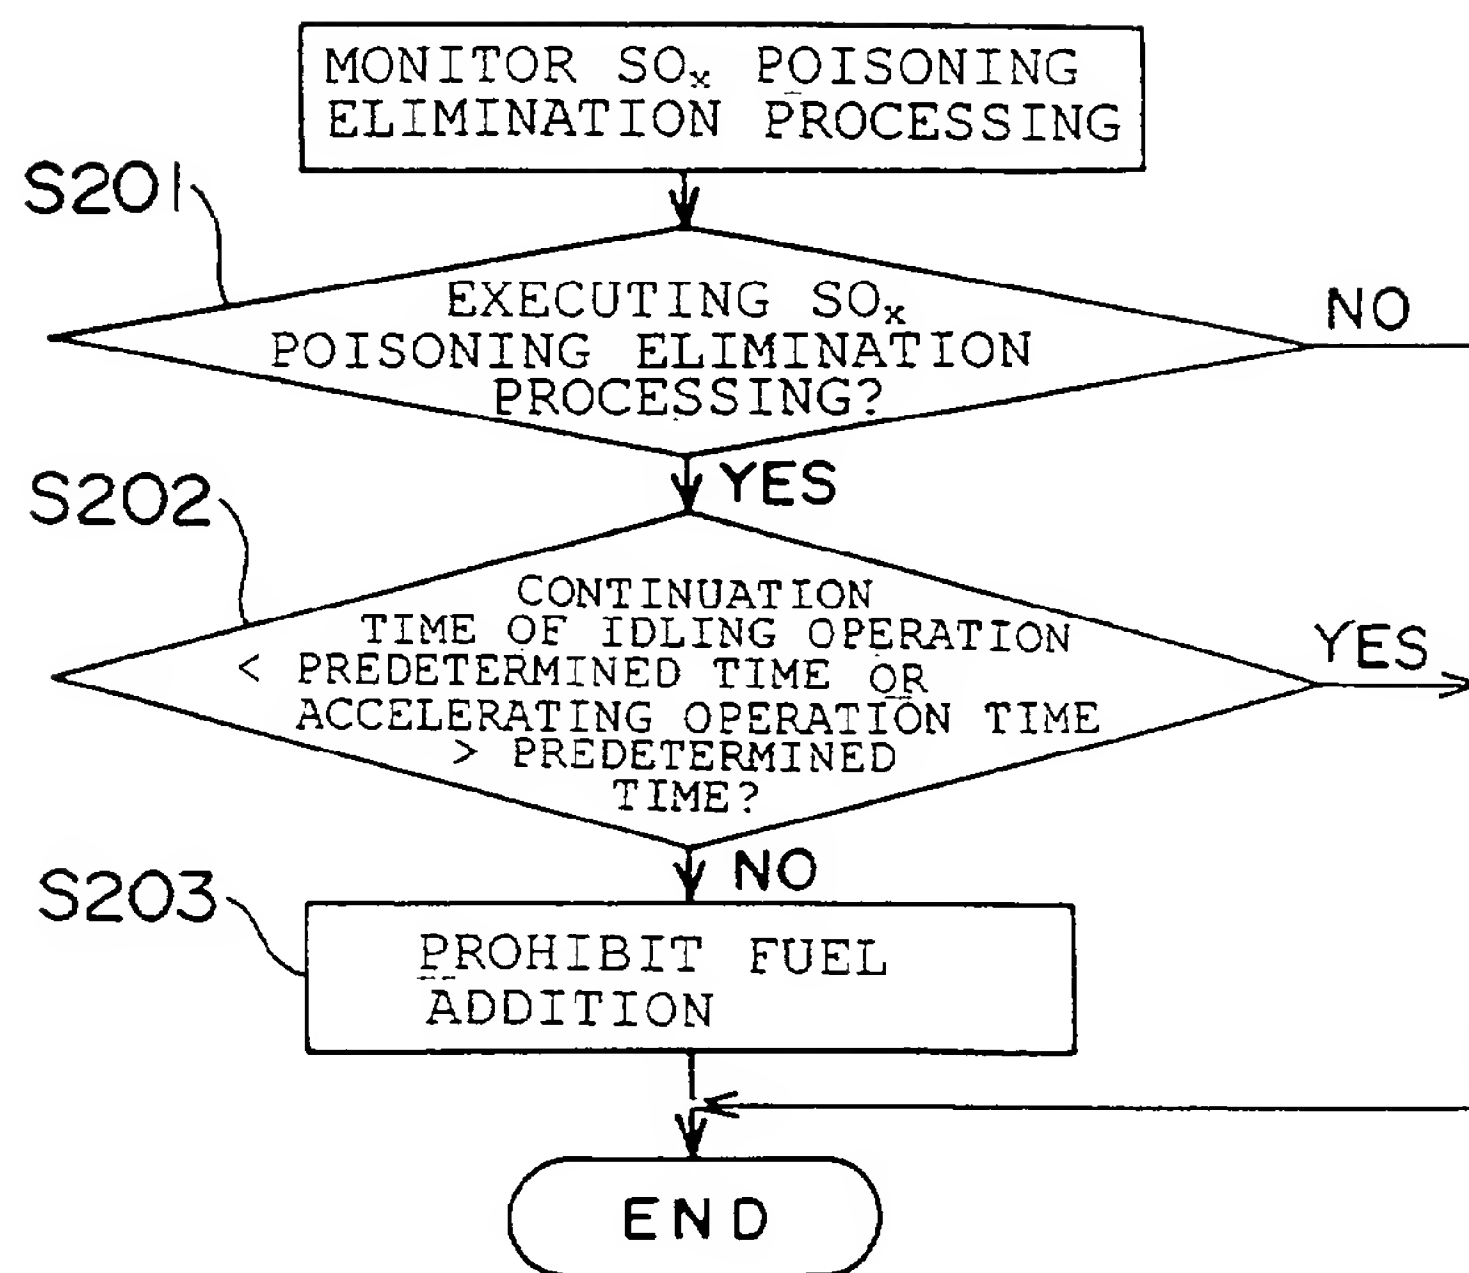 MONITOR SOₓ POISONING
ELIMINATION PROCESSING
S201
EXECUTING SOₓ
POISONING ELIMINATION
PROCESSING?
NO
YES
S202
CONTINUATION
TIME OF IDLING OPERATION
< PREDETERMINED TIME OR
ACCELERATING OPERATION TIME
> PREDETERMINED
TIME?
YES
NO
S203
PROHIBIT FUEL
ADDITION
END